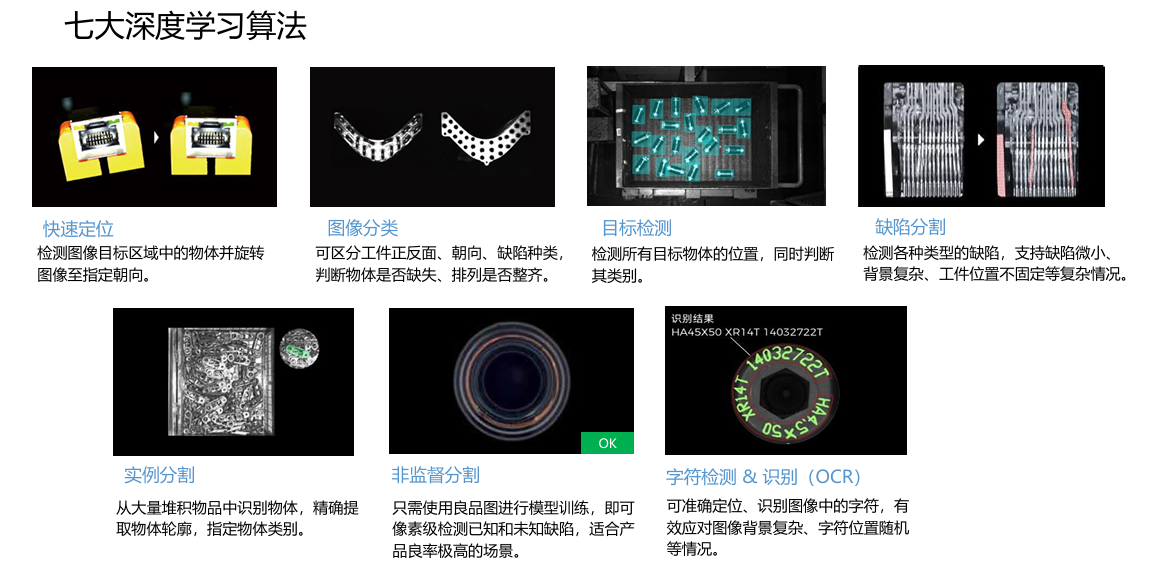 七大深度学习算法
快速定位
检测图像目标区域中的物体并旋转
图像至指定朝向。
图像分类
可区分工件正反面、朝向、缺陷种类，
判断物体是否缺失、排列是否整齐。
目标检测
检测所有目标物体的位置，同时判断
其类别。
缺陷分割
检测各种类型的缺陷，支持缺陷微小、
背景复杂、工件位置不固定等复杂情况。
实例分割
从大量堆积物品中识别物体，精确提
取物体轮廓，指定物体类别。
OK
非监督分割
只需使用良品图进行模型训练，即可
像素级检测已知和未知缺陷，适合产
品良率极高的场景。
识别结果
HA45X50 XR14T 14032722T
14032722T
XR14T
HA4.5×50
字符检测 & 识别（OCR）
可准确定位、识别图像中的字符，有
效应对图像背景复杂、字符位置随机
等情况。